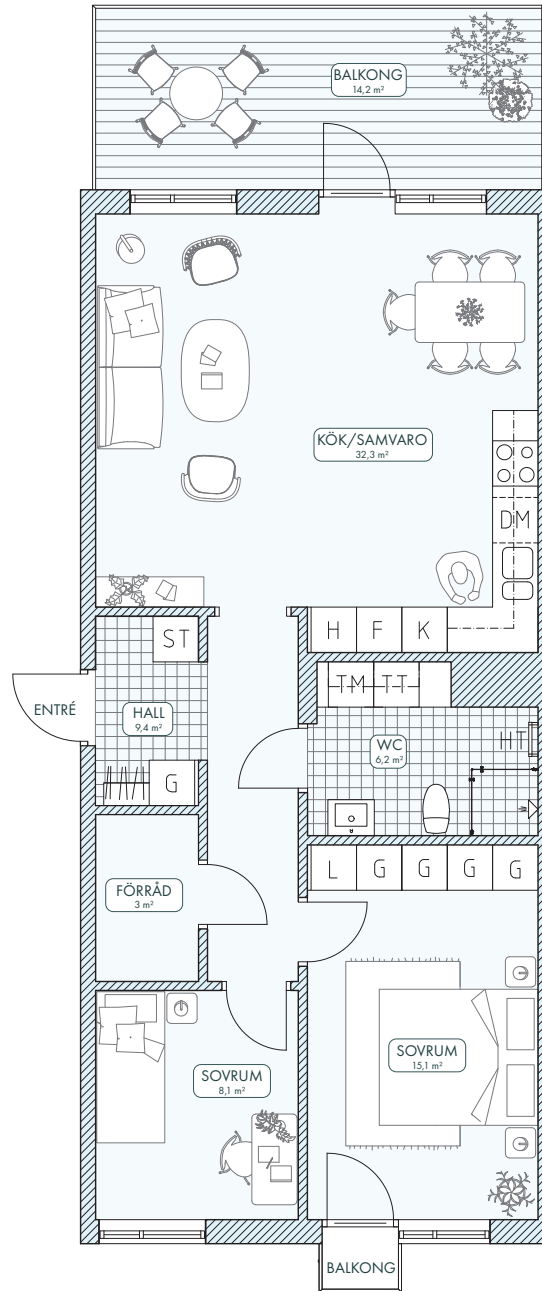 BALKONG
14,2 m²
KÖK/SAMVARO
32,3 m²
DM
H F K
ST
TM TT
ENTRÉ
HALL
9,4 m²
WC
6,2 m²
HT
G
L G G G G
FÖRRÅD
3 m²
SOVRUM
15,1 m²
SOVRUM
8,1 m²
BALKONG